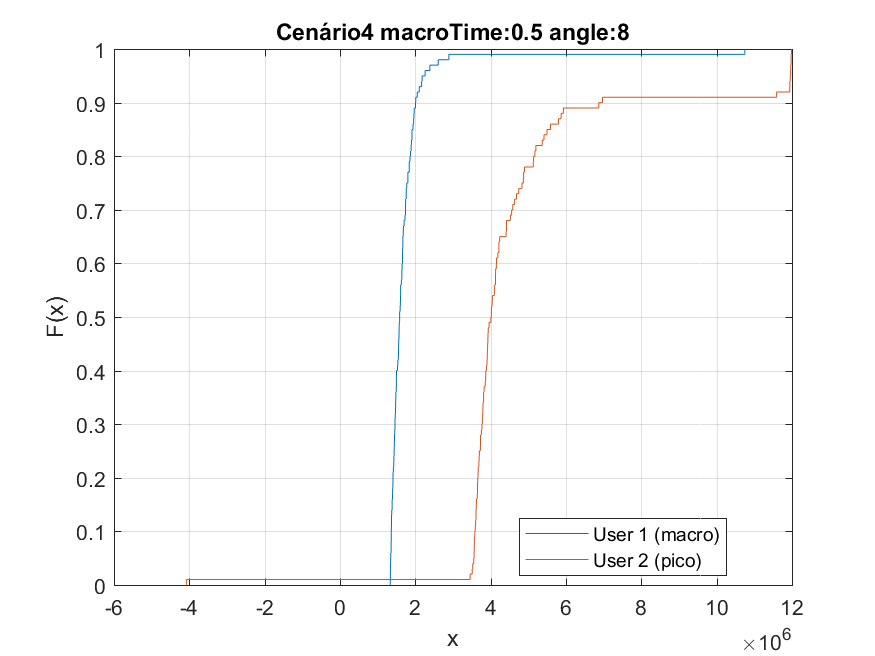 Cenário4 macroTime:0.5 angle:8
1
0.9
0.8
0.7
0.6
0.5
0.4
0.3
0.2
0.1
0
F(x)
User 1 (macro)
User 2 (pico)
-6 -4 -2 0 2 4 6 8 10 12
x
×10⁶